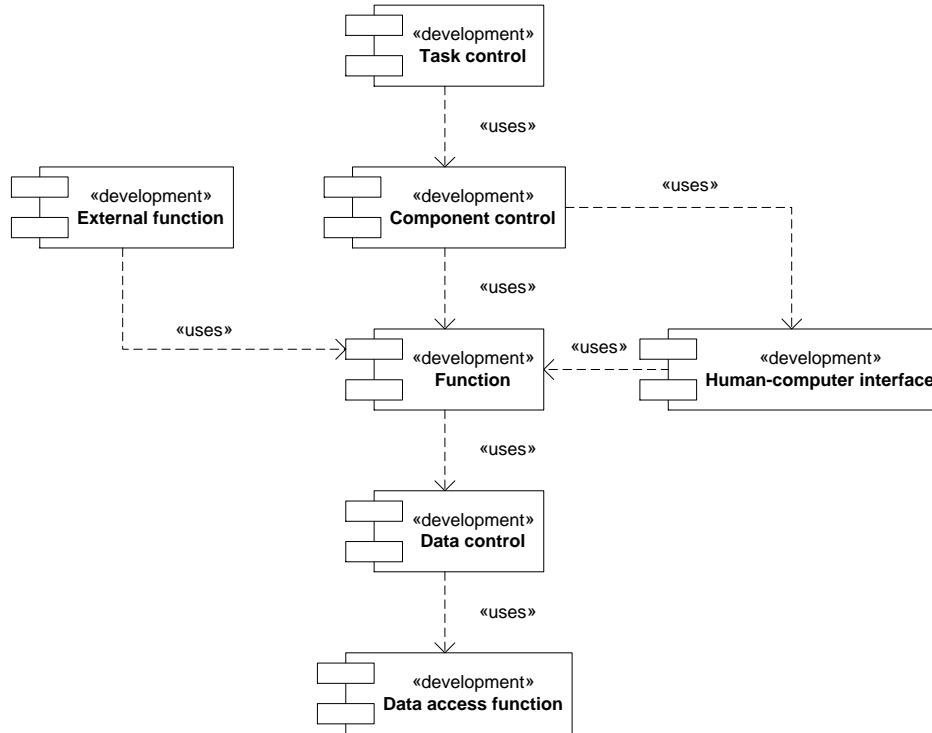 «development»
Task control
«uses»
«development»
External function
«development»
Component control
«uses»
«uses»
«uses»
«development»
Function
«uses»
«development»
Human-computer interface
«uses»
«development»
Data control
«uses»
«development»
Data access function